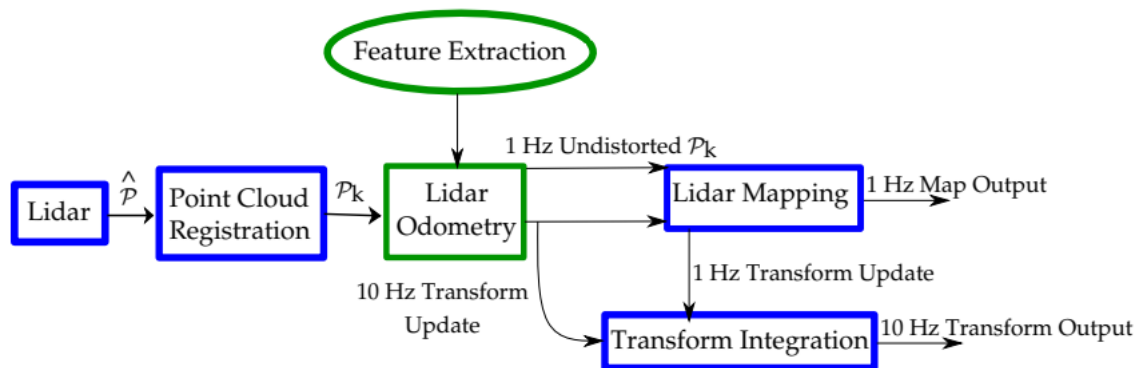 Feature Extraction
1 Hz Undistorted 𝒫k
Lidar
𝒫̂
Point Cloud
Registration
𝒫k
Lidar
Odometry
Lidar Mapping
1 Hz Map Output
10 Hz Transform
Update
1 Hz Transform Update
Transform Integration
10 Hz Transform Output